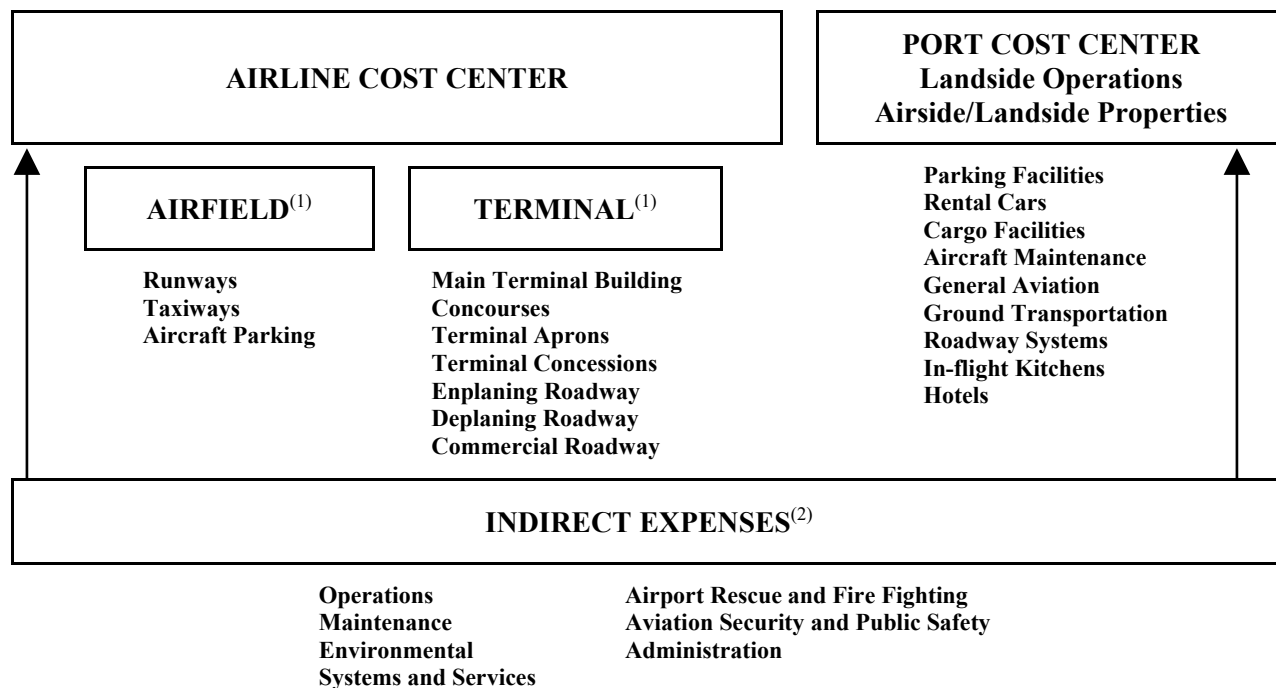 AIRLINE COST CENTER
PORT COST CENTER
Landside Operations
Airside/Landside Properties
AIRFIELD(1)
Runways
Taxiways
Aircraft Parking
TERMINAL(1)
Main Terminal Building
Concourses
Terminal Aprons
Terminal Concessions
Enplaning Roadway
Deplaning Roadway
Commercial Roadway
Parking Facilities
Rental Cars
Cargo Facilities
Aircraft Maintenance
General Aviation
Ground Transportation
Roadway Systems
In-flight Kitchens
Hotels
INDIRECT EXPENSES(2)
Operations
Maintenance
Environmental
Systems and Services
Airport Rescue and Fire Fighting
Aviation Security and Public Safety
Administration